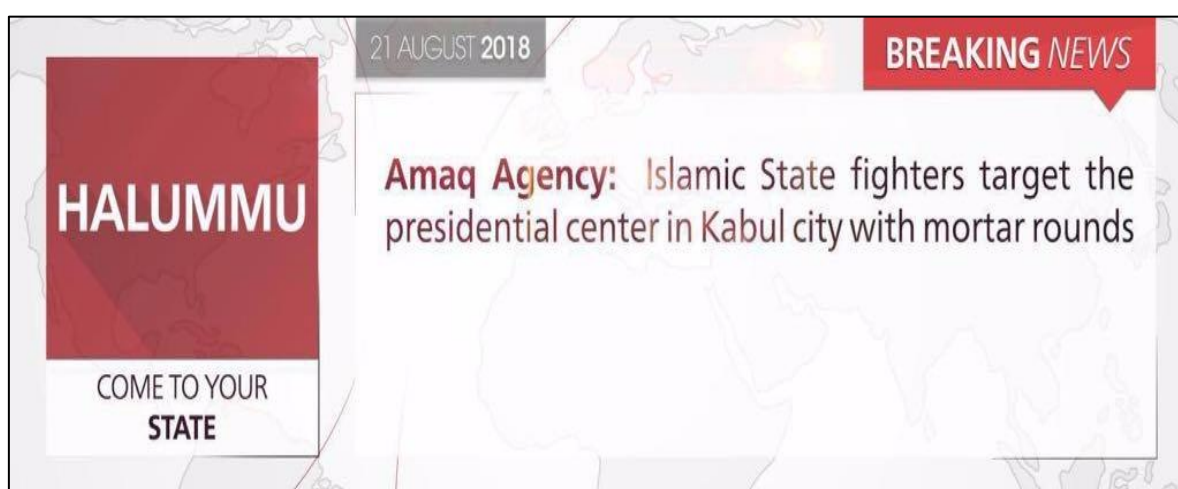 21 AUGUST 2018
BREAKING NEWS
HALUMMU
COME TO YOUR
STATE
Amaq Agency: Islamic State fighters target the
presidential center in Kabul city with mortar rounds